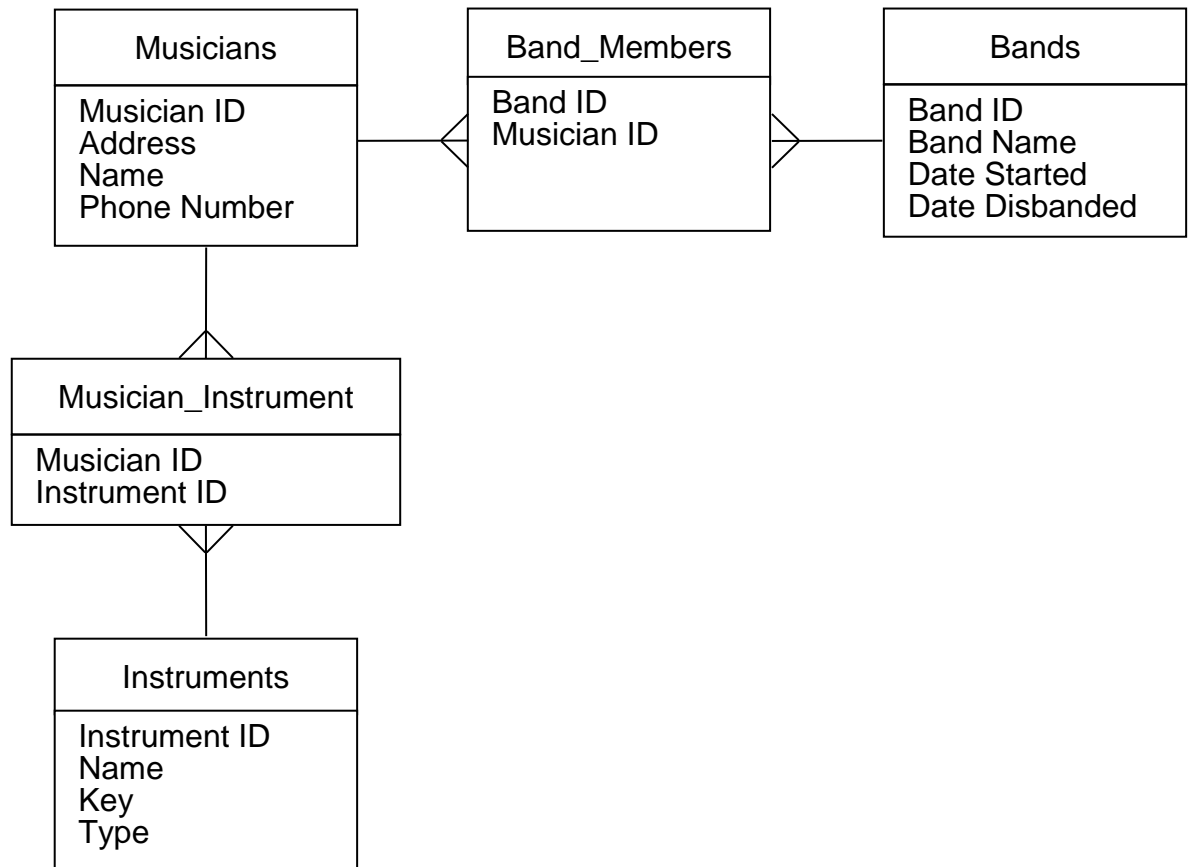 Musicians
Musician ID
Address
Name
Phone Number
Band_Members
Band ID
Musician ID
Bands
Band ID
Band Name
Date Started
Date Disbanded
Musician_Instrument
Musician ID
Instrument ID
Instruments
Instrument ID
Name
Key
Type